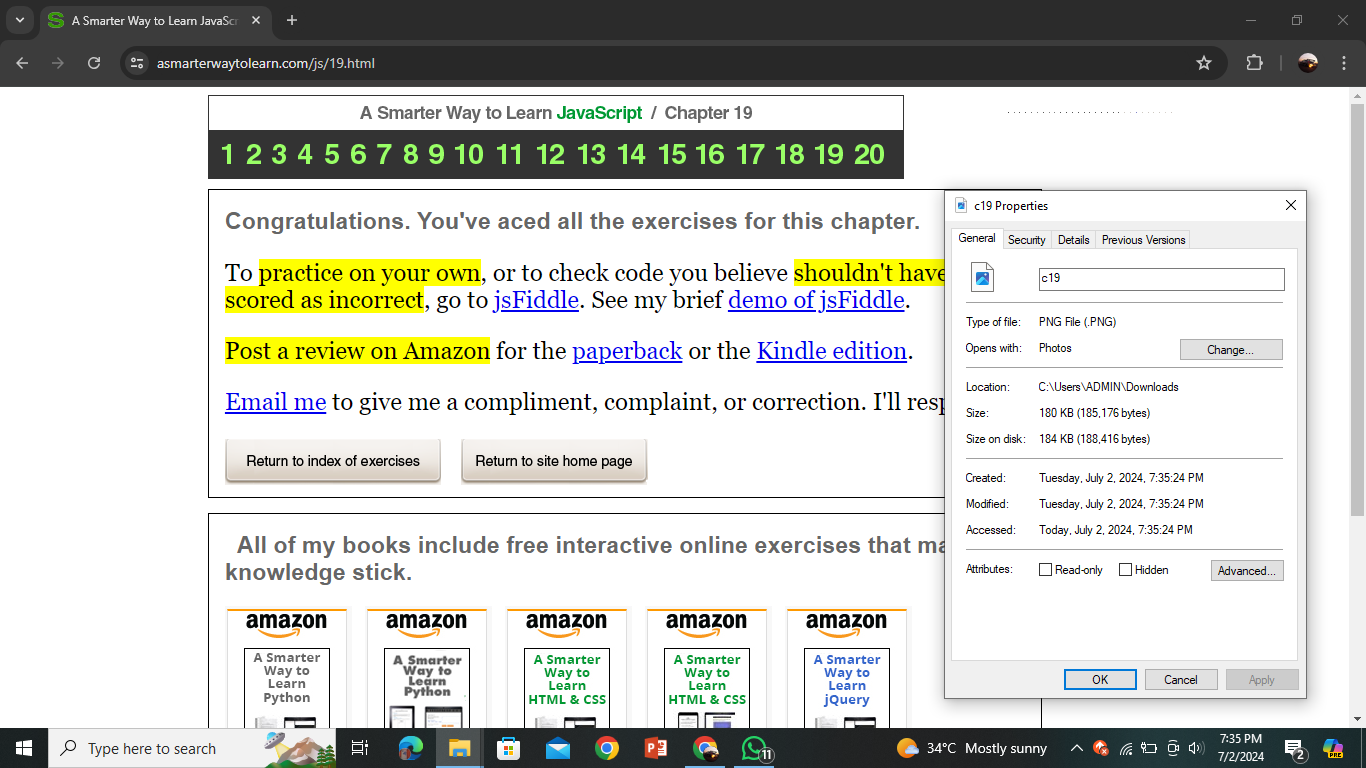 A Smarter Way to Learn JavaScr
asmarterwaytolearn.com/js/19.html
A Smarter Way to Learn JavaScript / Chapter 19
1 2 3 4 5 6 7 8 9 10 11 12 13 14 15 16 17 18 19 20
Congratulations. You've aced all the exercises for this chapter.
To practice on your own, or to check code you believe shouldn't have
scored as incorrect, go to jsFiddle. See my brief demo of jsFiddle.
Post a review on Amazon for the paperback or the Kindle edition.
Email me to give me a compliment, complaint, or correction. I'll resp
Return to index of exercises
Return to site home page
All of my books include free interactive online exercises that ma
knowledge stick.
amazon
A Smarter
Way to
Learn
Python
amazon
A Smarter
Way to
Learn
Python
amazon
A Smarter
Way to
Learn
HTML & CSS
amazon
A Smarter
Way to
Learn
HTML & CSS
amazon
A Smarter
Way to
Learn
jQuery
c19 Properties
General Security Details Previous Versions
c19
Type of file: PNG File (.PNG)
Opens with: Photos Change...
Location: C:\Users\ADMIN\Downloads
Size: 180 KB (185,176 bytes)
Size on disk: 184 KB (188,416 bytes)
Created: Tuesday, July 2, 2024, 7:35:24 PM
Modified: Tuesday, July 2, 2024, 7:35:24 PM
Accessed: Today, July 2, 2024, 7:35:24 PM
Attributes: Read-only Hidden Advanced...
OK Cancel Apply
Type here to search
11
34°C Mostly sunny
7:35 PM
7/2/2024
2
PRE